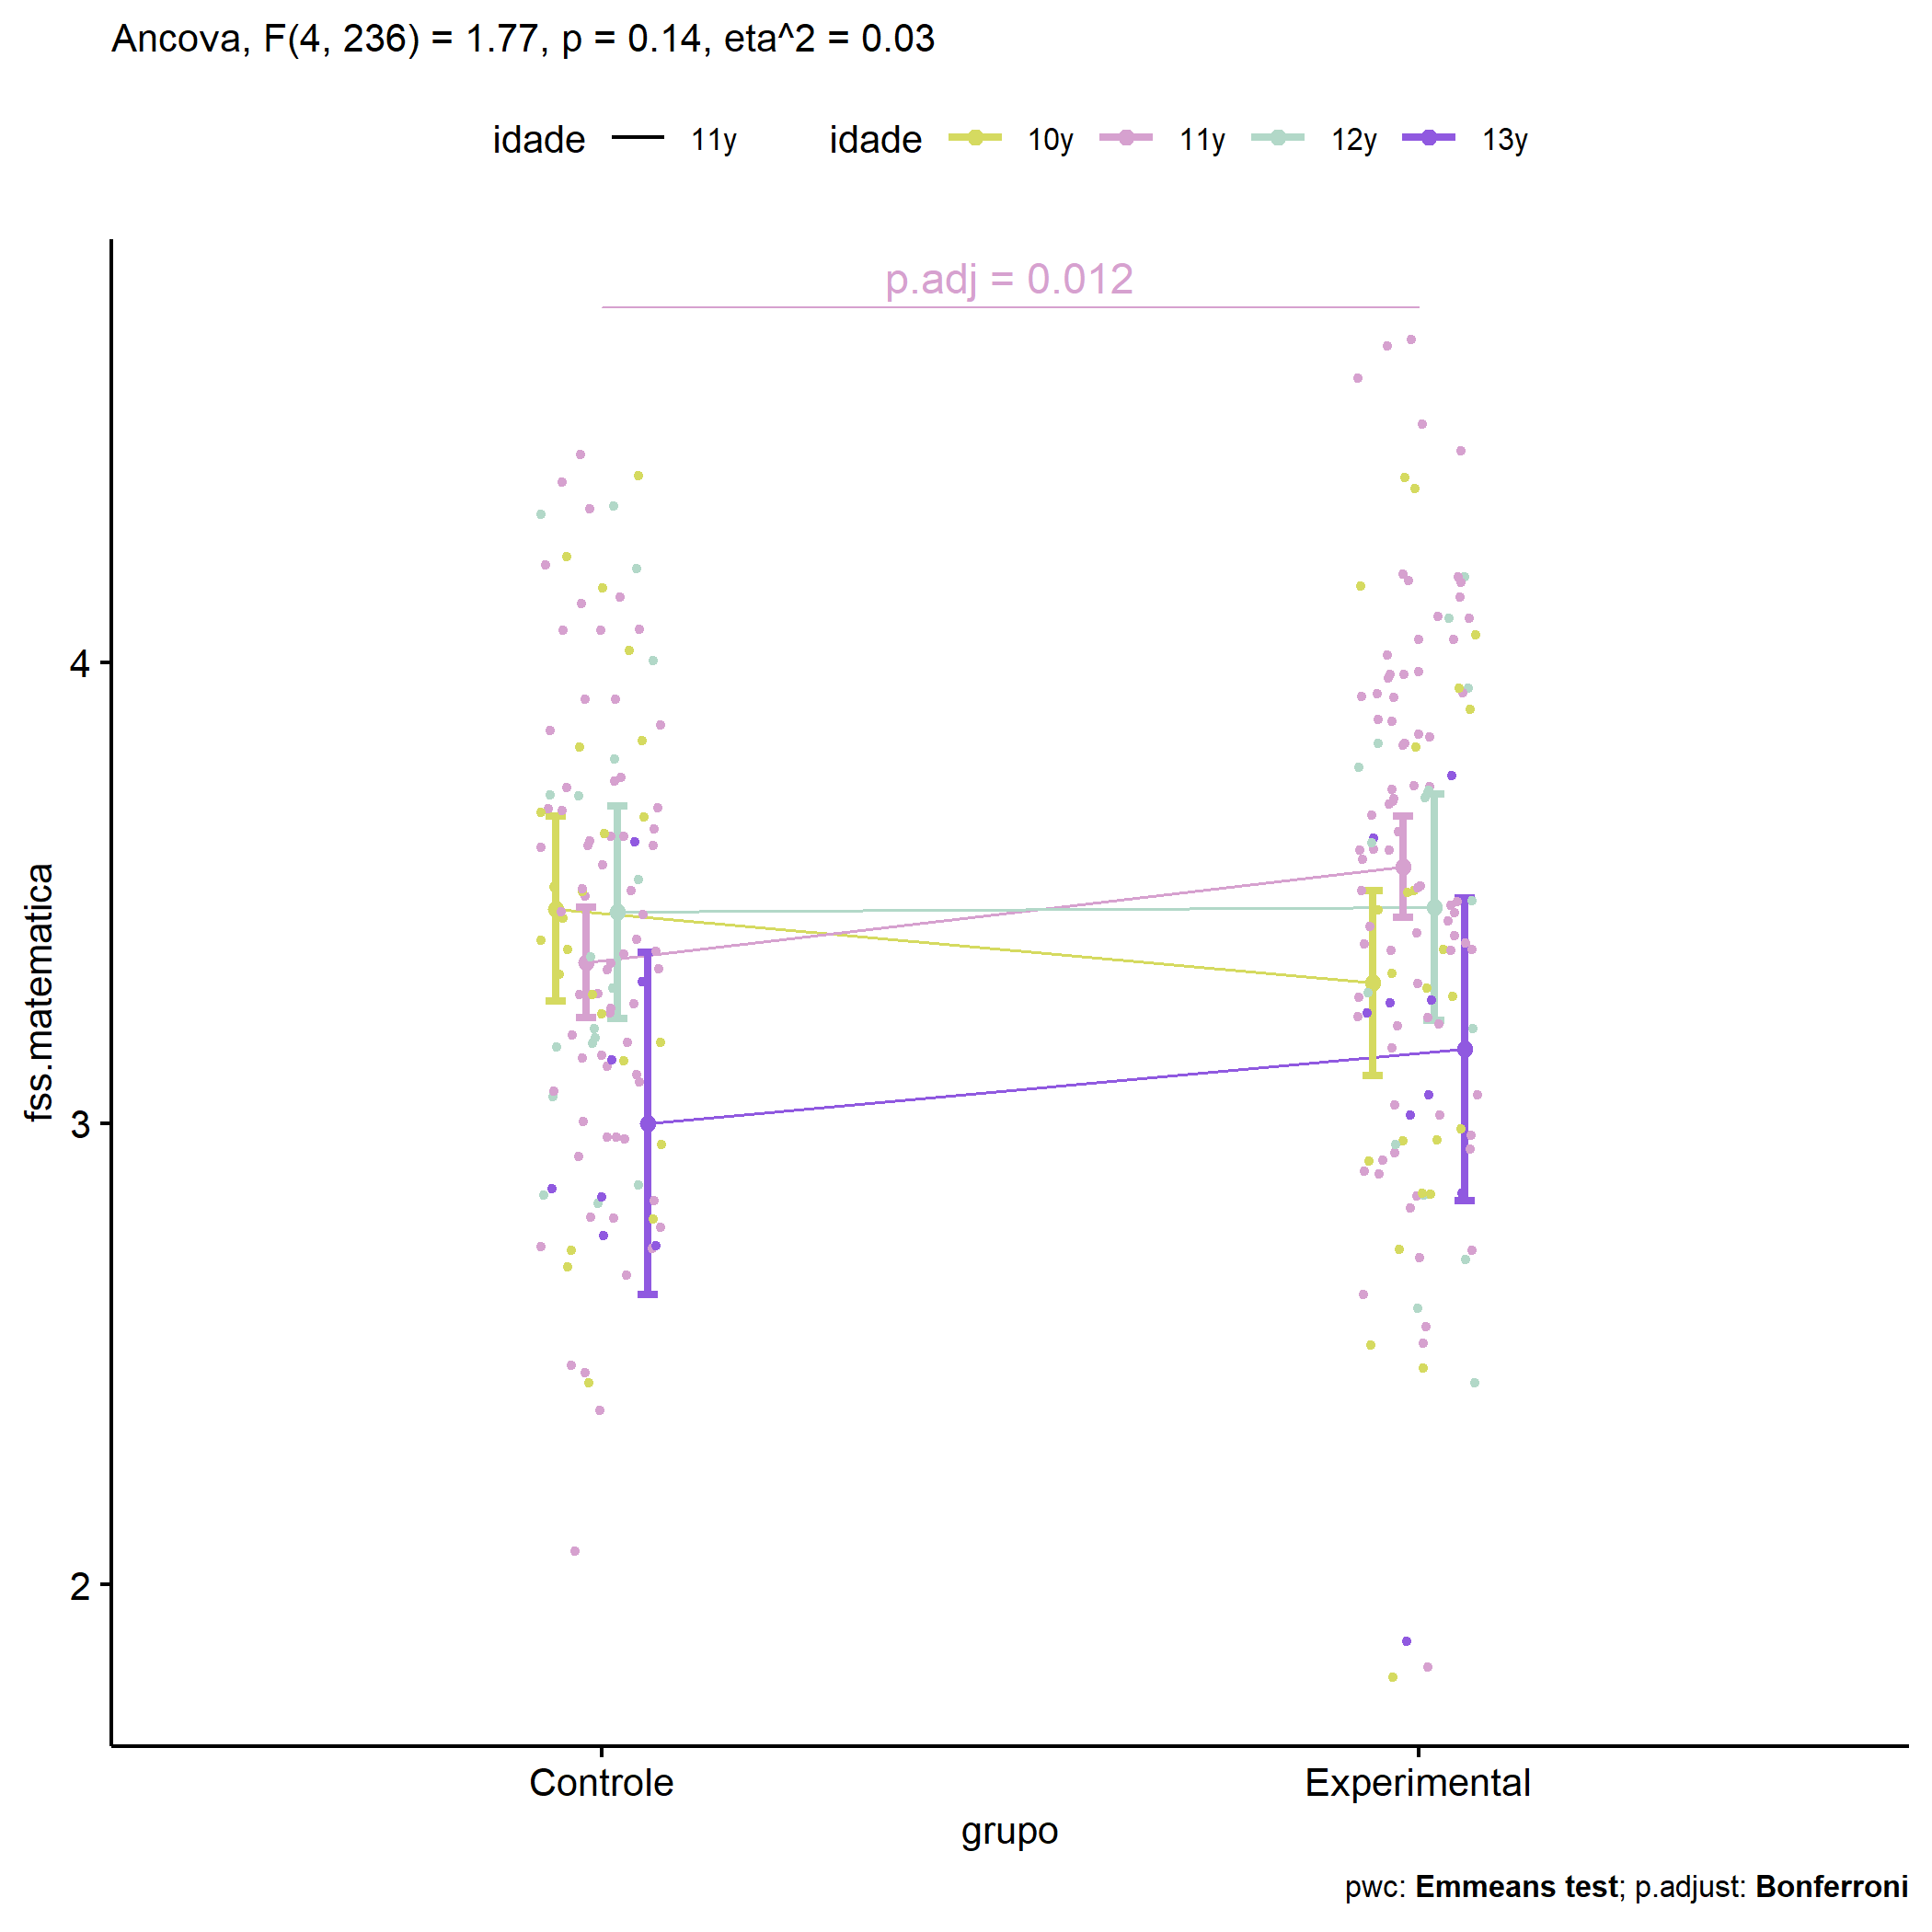 Ancova, F(4, 236) = 1.77, p = 0.14, eta^2 = 0.03
idade 11y idade 10y 11y 12y 13y
p.adj = 0.012
4
3
2
fss.matematica
Controle Experimental
grupo
pwc: Emmeans test; p.adjust: Bonferroni